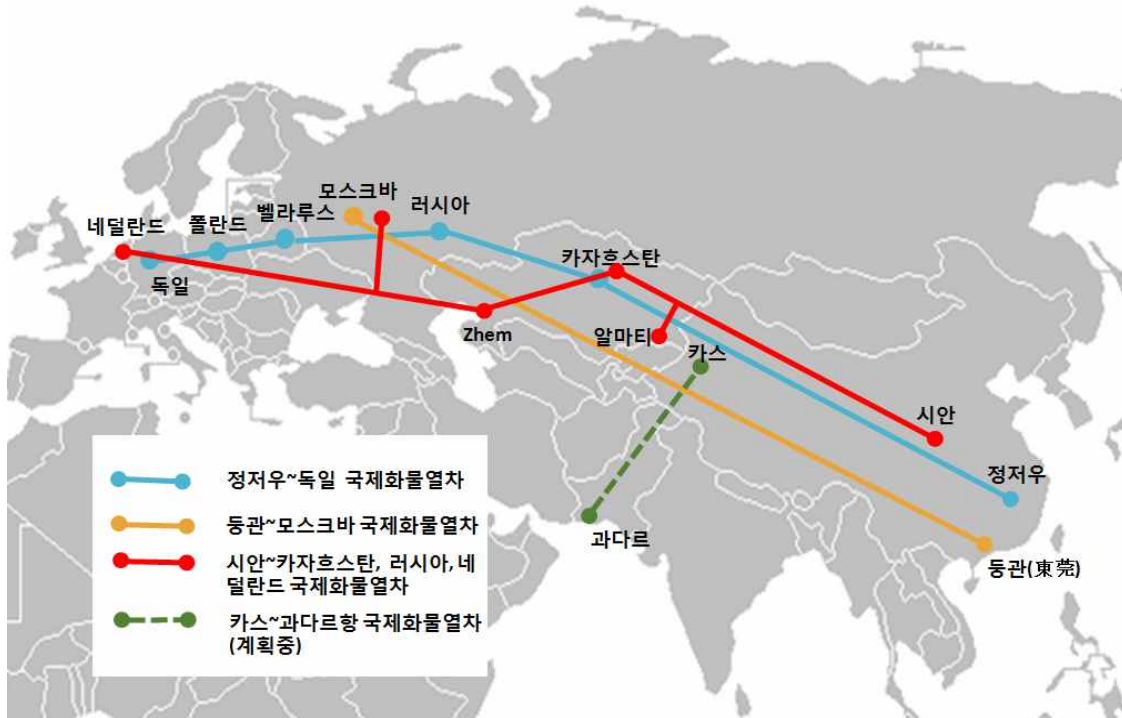 모스크바
러시아
벨라루스
폴란드
네덜란드
독일
카자흐스탄
Zhem
알마티
카스
시안
정저우
과다르
둥관(東莞)
정저우~독일 국제화물열차
둥관~모스크바 국제화물열차
시안~카자흐스탄, 러시아, 네
덜란드 국제화물열차
카스~과다르항 국제화물열차
(계획중)